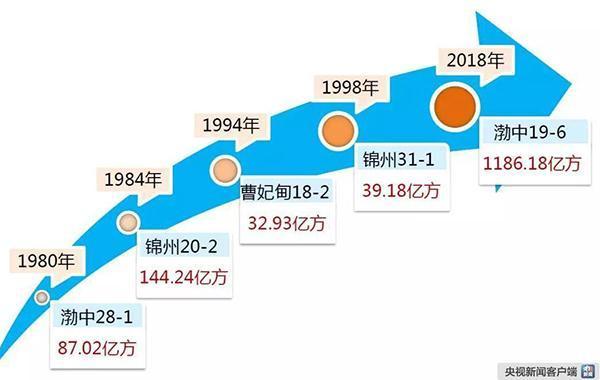 2018年
1998年
1994年
1984年
1980年
渤中19-6
1186.18亿方
锦州31-1
39.18亿方
曹妃甸18-2
32.93亿方
锦州20-2
144.24亿方
渤中28-1
87.02亿方
央视新闻客户端